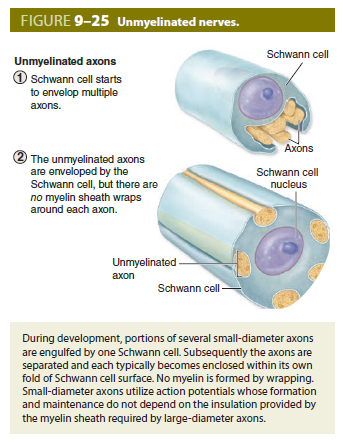 FIGURE 9–25 Unmyelinated nerves.
Unmyelinated axons
1 Schwann cell starts
to envelop multiple
axons.
Schwann cell
Axons
2 The unmyelinated axons
are enveloped by the
Schwann cell, but there are
no myelin sheath wraps
around each axon.
Schwann cell
nucleus
Unmyelinated
axon
Schwann cell
During development, portions of several small-diameter axons
are engulfed by one Schwann cell. Subsequently the axons are
separated and each typically becomes enclosed within its own
fold of Schwann cell surface. No myelin is formed by wrapping.
Small-diameter axons utilize action potentials whose formation
and maintenance do not depend on the insulation provided by
the myelin sheath required by large-diameter axons.